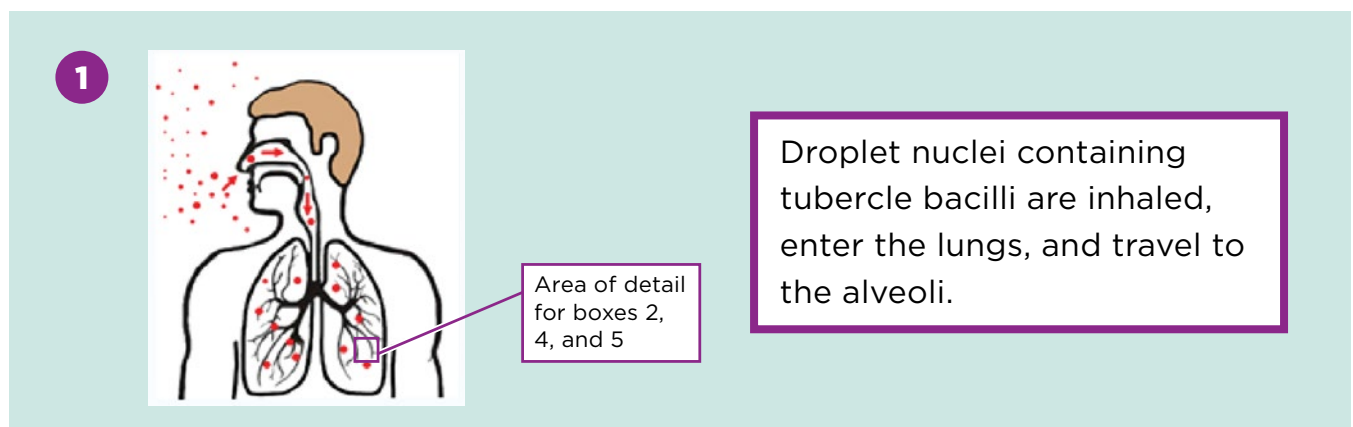 1
Area of detail
for boxes 2,
4, and 5
Droplet nuclei containing
tubercle bacilli are inhaled,
enter the lungs, and travel to
the alveoli.